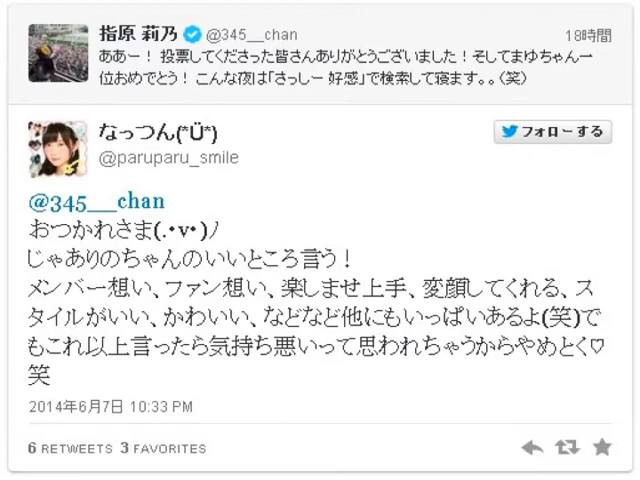 指原 莉乃 @345__chan 18時間
ああー！ 投票してくださった皆さんありがとうございました！そしてまゆちゃん一
位おめでとう！ こんな夜は「さっしー 好感」で検索して寝ます。。（笑）
なっつん(*Ü*) フォローする
@paruparu_smile
@345__chan
おつかれさま(.・v・)ﾉ
じゃありのちゃんのいいところ言う！
メンバー想い、ファン想い、楽しませ上手、変顔してくれる、ス
タイルがいい、かわいい、などなど他にもいっぱいあるよ(笑)で
もこれ以上言ったら気持ち悪いって思われちゃうからやめとく♡
笑
2014年6月7日 10:33 PM
6 RETWEETS 3 FAVORITES